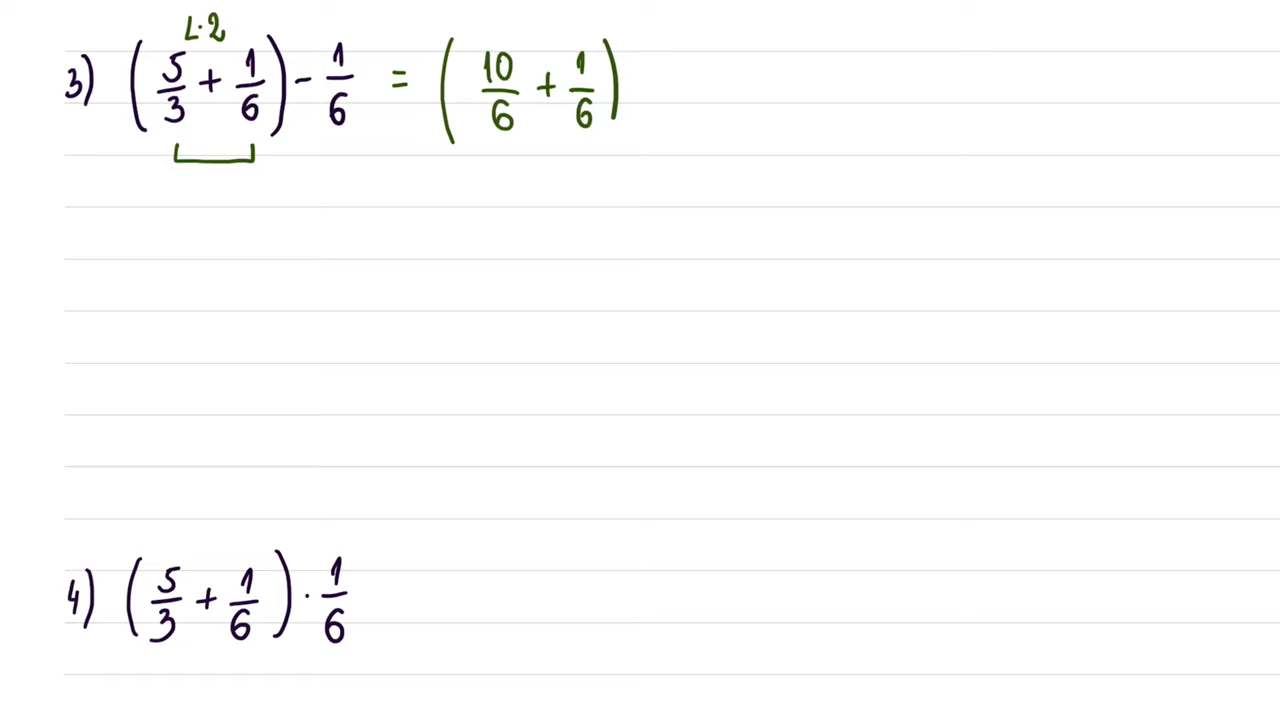 L·2
3) (5/3 + 1/6) - 1/6 = (10/6 + 1/6)
4) (5/3 + 1/6) · 1/6